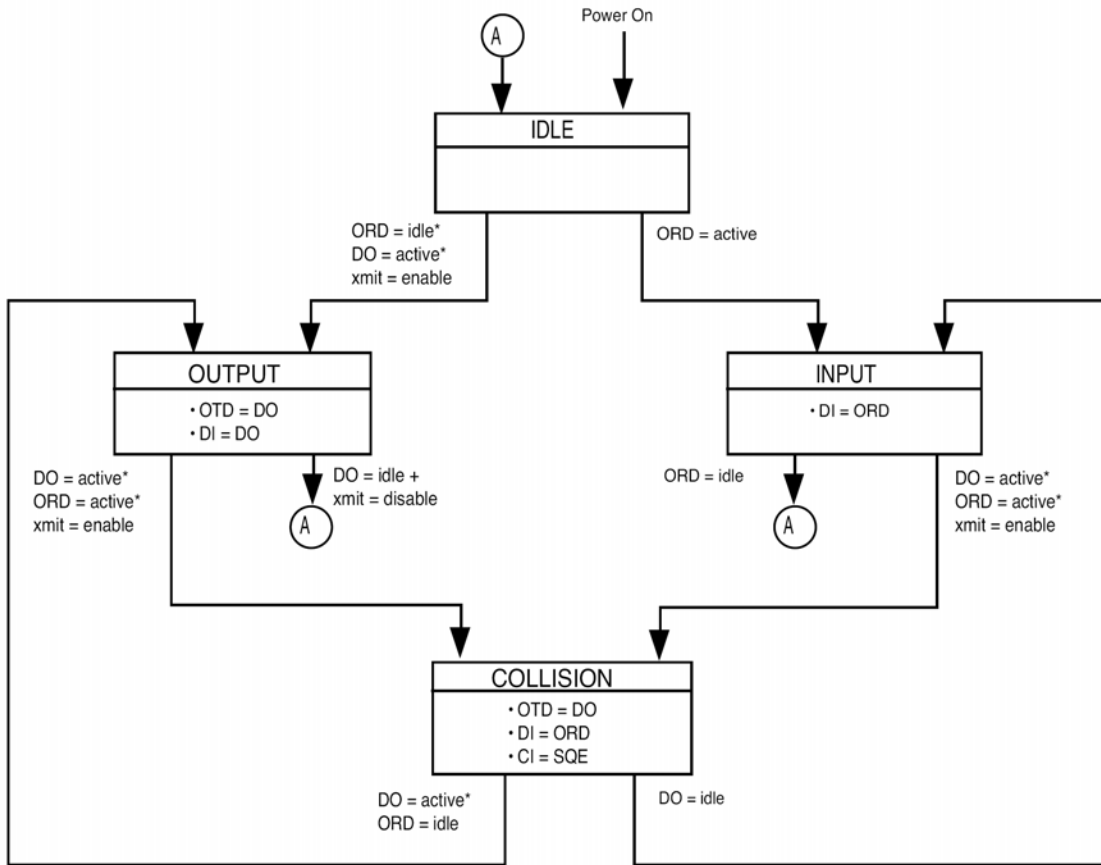 A
Power On
IDLE
ORD = idle*
DO = active*
xmit = enable
ORD = active
OUTPUT
• OTD = DO
• DI = DO
INPUT
• DI = ORD
DO = active*
ORD = active*
xmit = enable
DO = idle +
xmit = disable
A
ORD = idle
A
DO = active*
ORD = active*
xmit = enable
COLLISION
• OTD = DO
• DI = ORD
• CI = SQE
DO = active*
ORD = idle
DO = idle